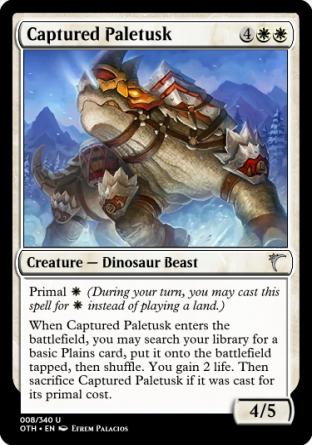 Captured Paletusk 4
Creature — Dinosaur Beast
Primal (During your turn, you may cast this
spell for instead of playing a land.)
When Captured Paletusk enters the
battlefield, you may search your library for a
basic Plains card, put it onto the battlefield
tapped, then shuffle. You gain 2 life. Then
sacrifice Captured Paletusk if it was cast for
its primal cost.
4/5
008/340 U
OTH • EN Efrem Palacios